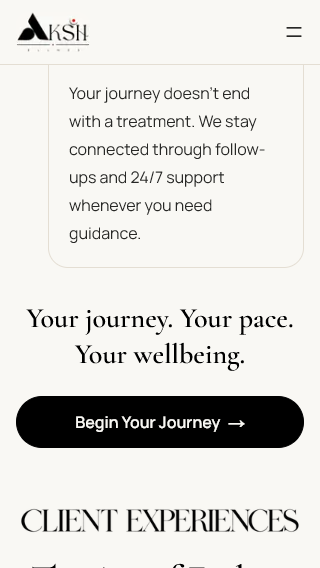 AKSH
Your journey doesn't end
with a treatment. We stay
connected through follow-
ups and 24/7 support
whenever you need
guidance.
Your journey. Your pace.
Your wellbeing.
Begin Your Journey →
CLIENT EXPERIENCES